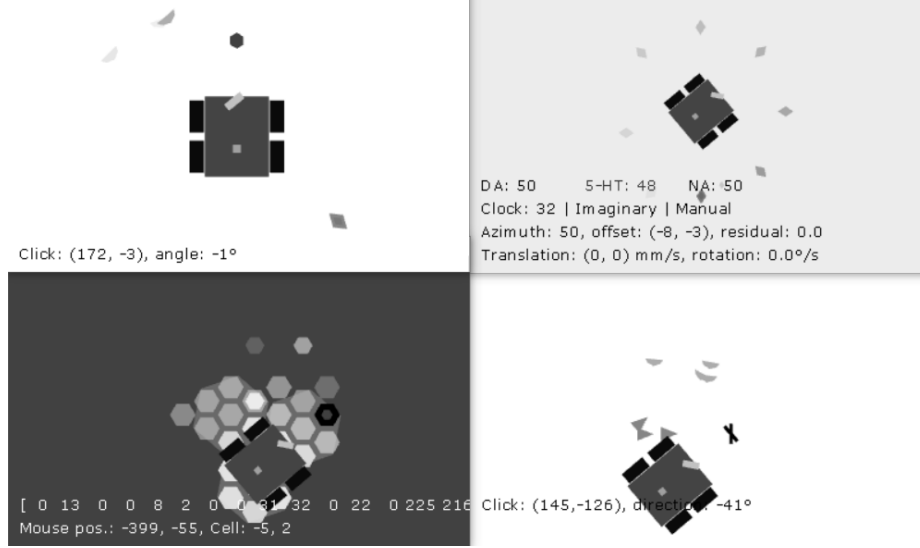 Click: (172, -3), angle: -1°
DA: 50 5-HT: 48 NA: 50
Clock: 32 | Imaginary | Manual
Azimuth: 50, offset: (-8, -3), residual: 0.0
Translation: (0, 0) mm/s, rotation: 0.0°/s
[ 0 13 0 0 8 2 0 31 32 0 22 0 225 216
Mouse pos.: -399, -55, Cell: -5, 2
Click: (145,-126), direction: -41°